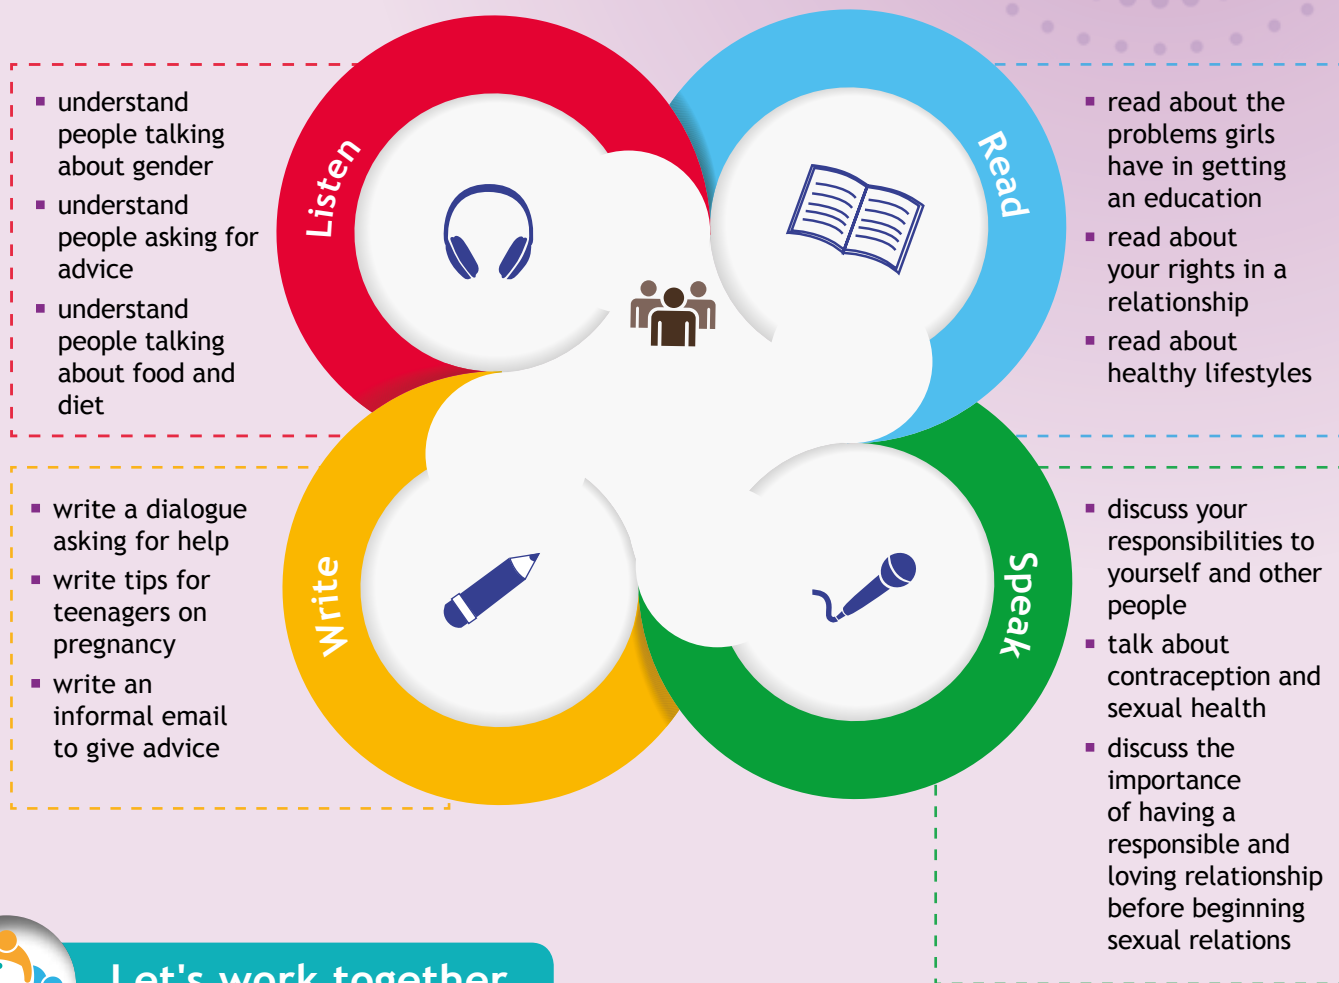 Listen
▪ understand
people talking
about gender
▪ understand
people asking for
advice
▪ understand
people talking
about food and
diet
Read
▪ read about the
problems girls
have in getting
an education
▪ read about
your rights in a
relationship
▪ read about
healthy lifestyles
Write
▪ write a dialogue
asking for help
▪ write tips for
teenagers on
pregnancy
▪ write an
informal email
to give advice
Speak
▪ discuss your
responsibilities to
yourself and other
people
▪ talk about
contraception and
sexual health
▪ discuss the
importance
of having a
responsible and
loving relationship
before beginning
sexual relations
Let's work together